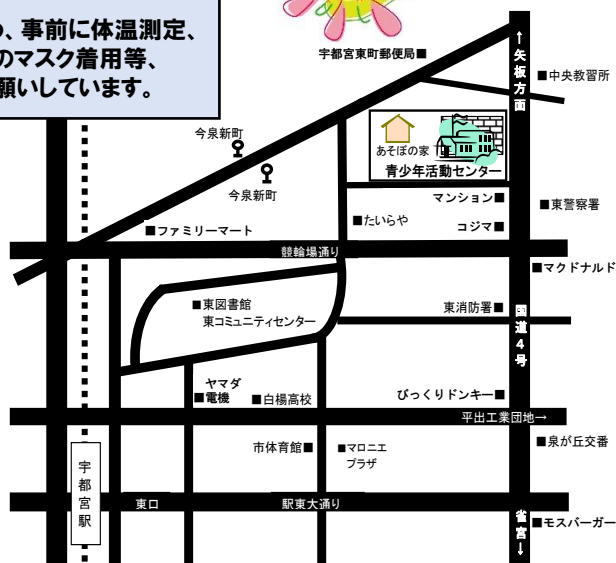 め、事前に体温測定、
のマスク着用等、
願いしています。
宇都宮東町郵便局■
↑矢板方面
■中央教習所
今泉新町
今泉新町
あそぼの家
青少年活動センター
マンション■
■東警察署
■たいらや
コジマ■
■ファミリーマート
競輪場通り
■マクドナルド
■東図書館
東コミュニティセンター
東消防署■
国道4号
ヤマダ
■電機
■白楊高校
びっくりドンキー■
平出工業団地→
市体育館■
■マロニエ
プラザ
■泉が丘交番
宇都宮駅
東口
駅東大通り
雀宮↓
■モスバーガー